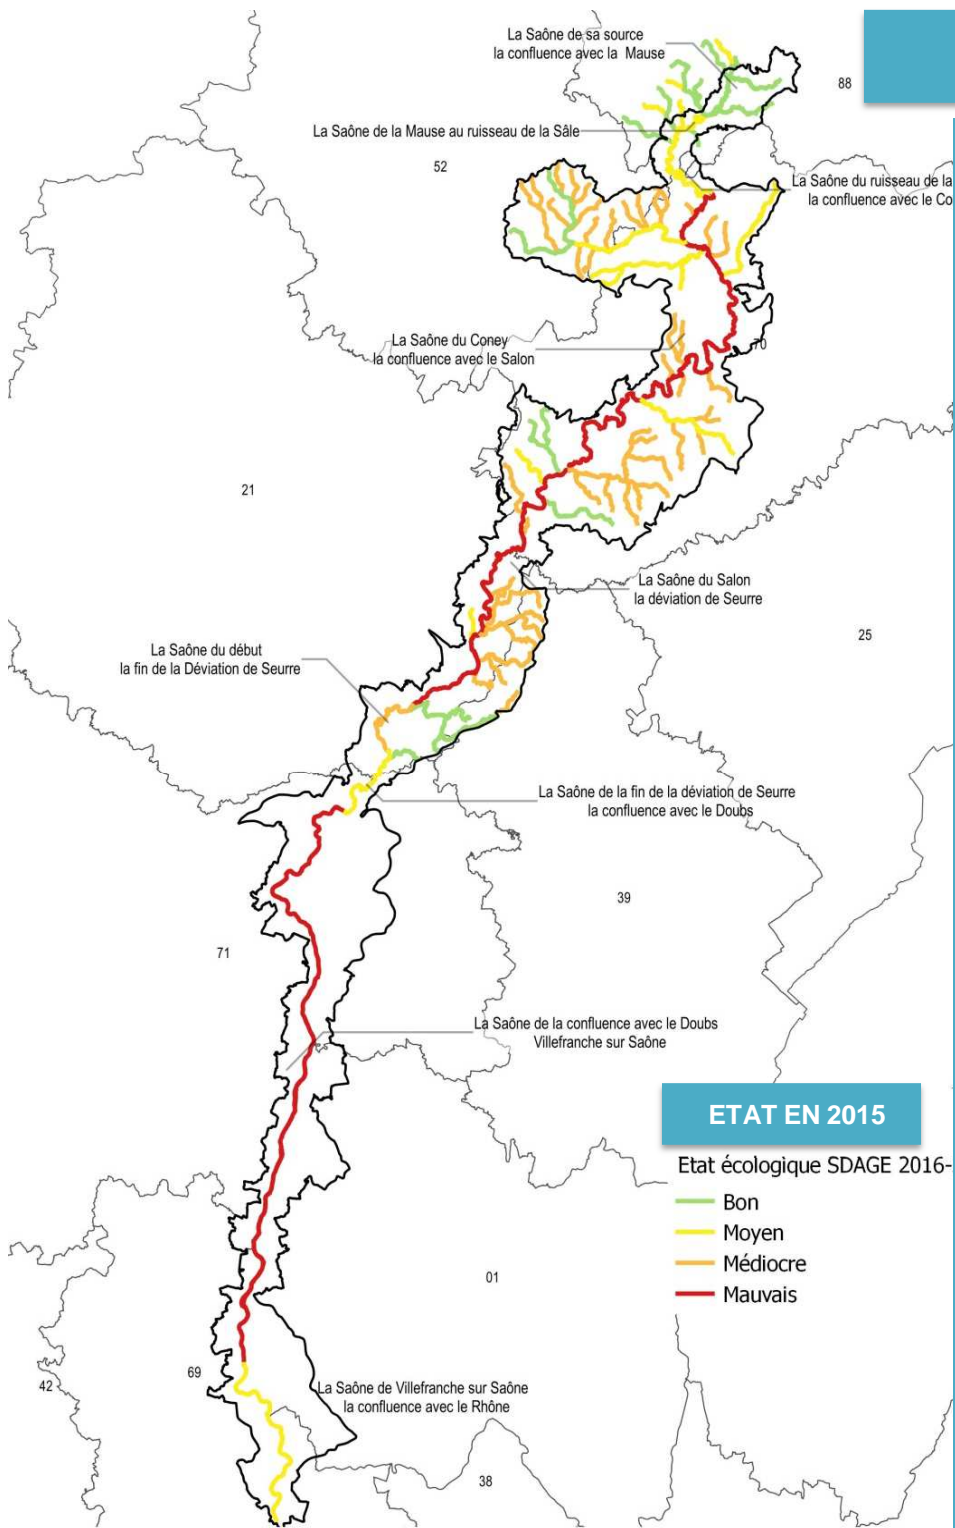 La Saône de sa source
la confluence avec la Mause
88
La Saône de la Mause au ruisseau de la Sâle
52
La Saône du ruisseau de la
la confluence avec le Co
La Saône du Coney
la confluence avec le Salon
70
21
La Saône du Salon
la déviation de Seurre
25
La Saône du début
la fin de la Déviation de Seurre
La Saône de la fin de la déviation de Seurre
la confluence avec le Doubs
39
71
La Saône de la confluence avec le Doubs
Villefranche sur Saône
ETAT EN 2015
Etat écologique SDAGE 2016-
Bon
Moyen
Médiocre
Mauvais
01
69
42
La Saône de Villefranche sur Saône
la confluence avec le Rhône
38